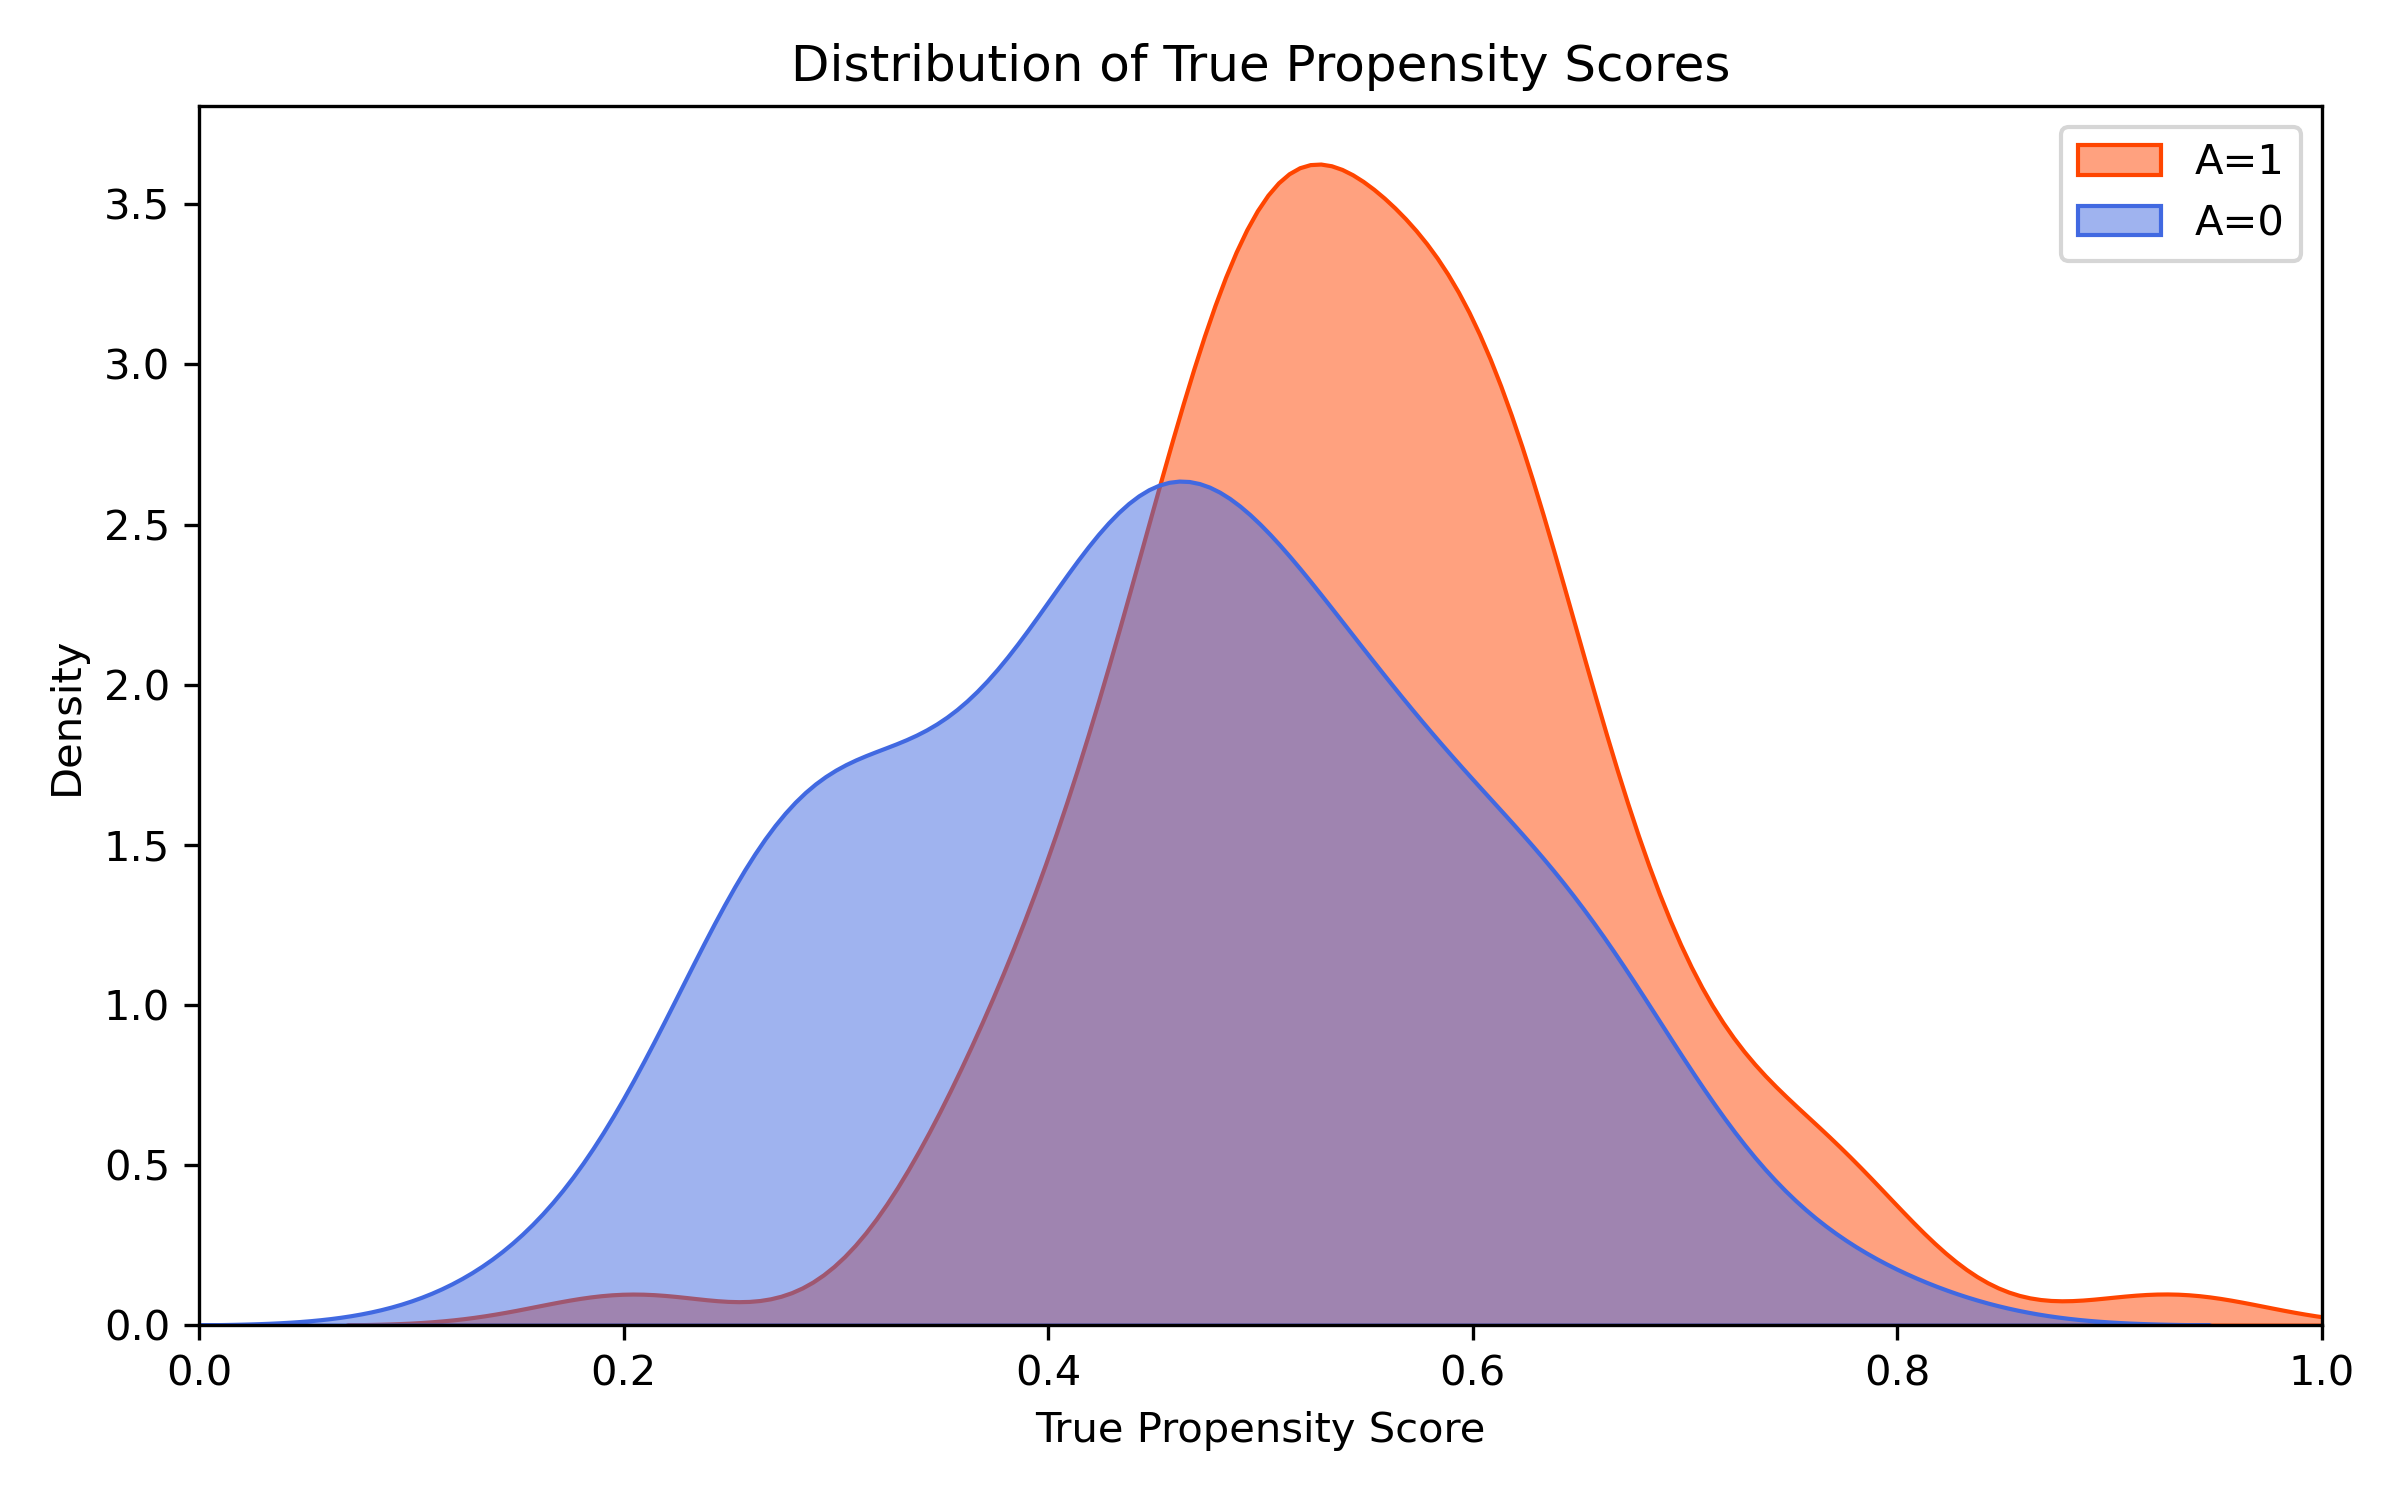 Distribution of True Propensity Scores
A=1
A=0
3.5
3.0
2.5
2.0
1.5
1.0
0.5
0.0
Density
0.0 0.2 0.4 0.6 0.8 1.0
True Propensity Score